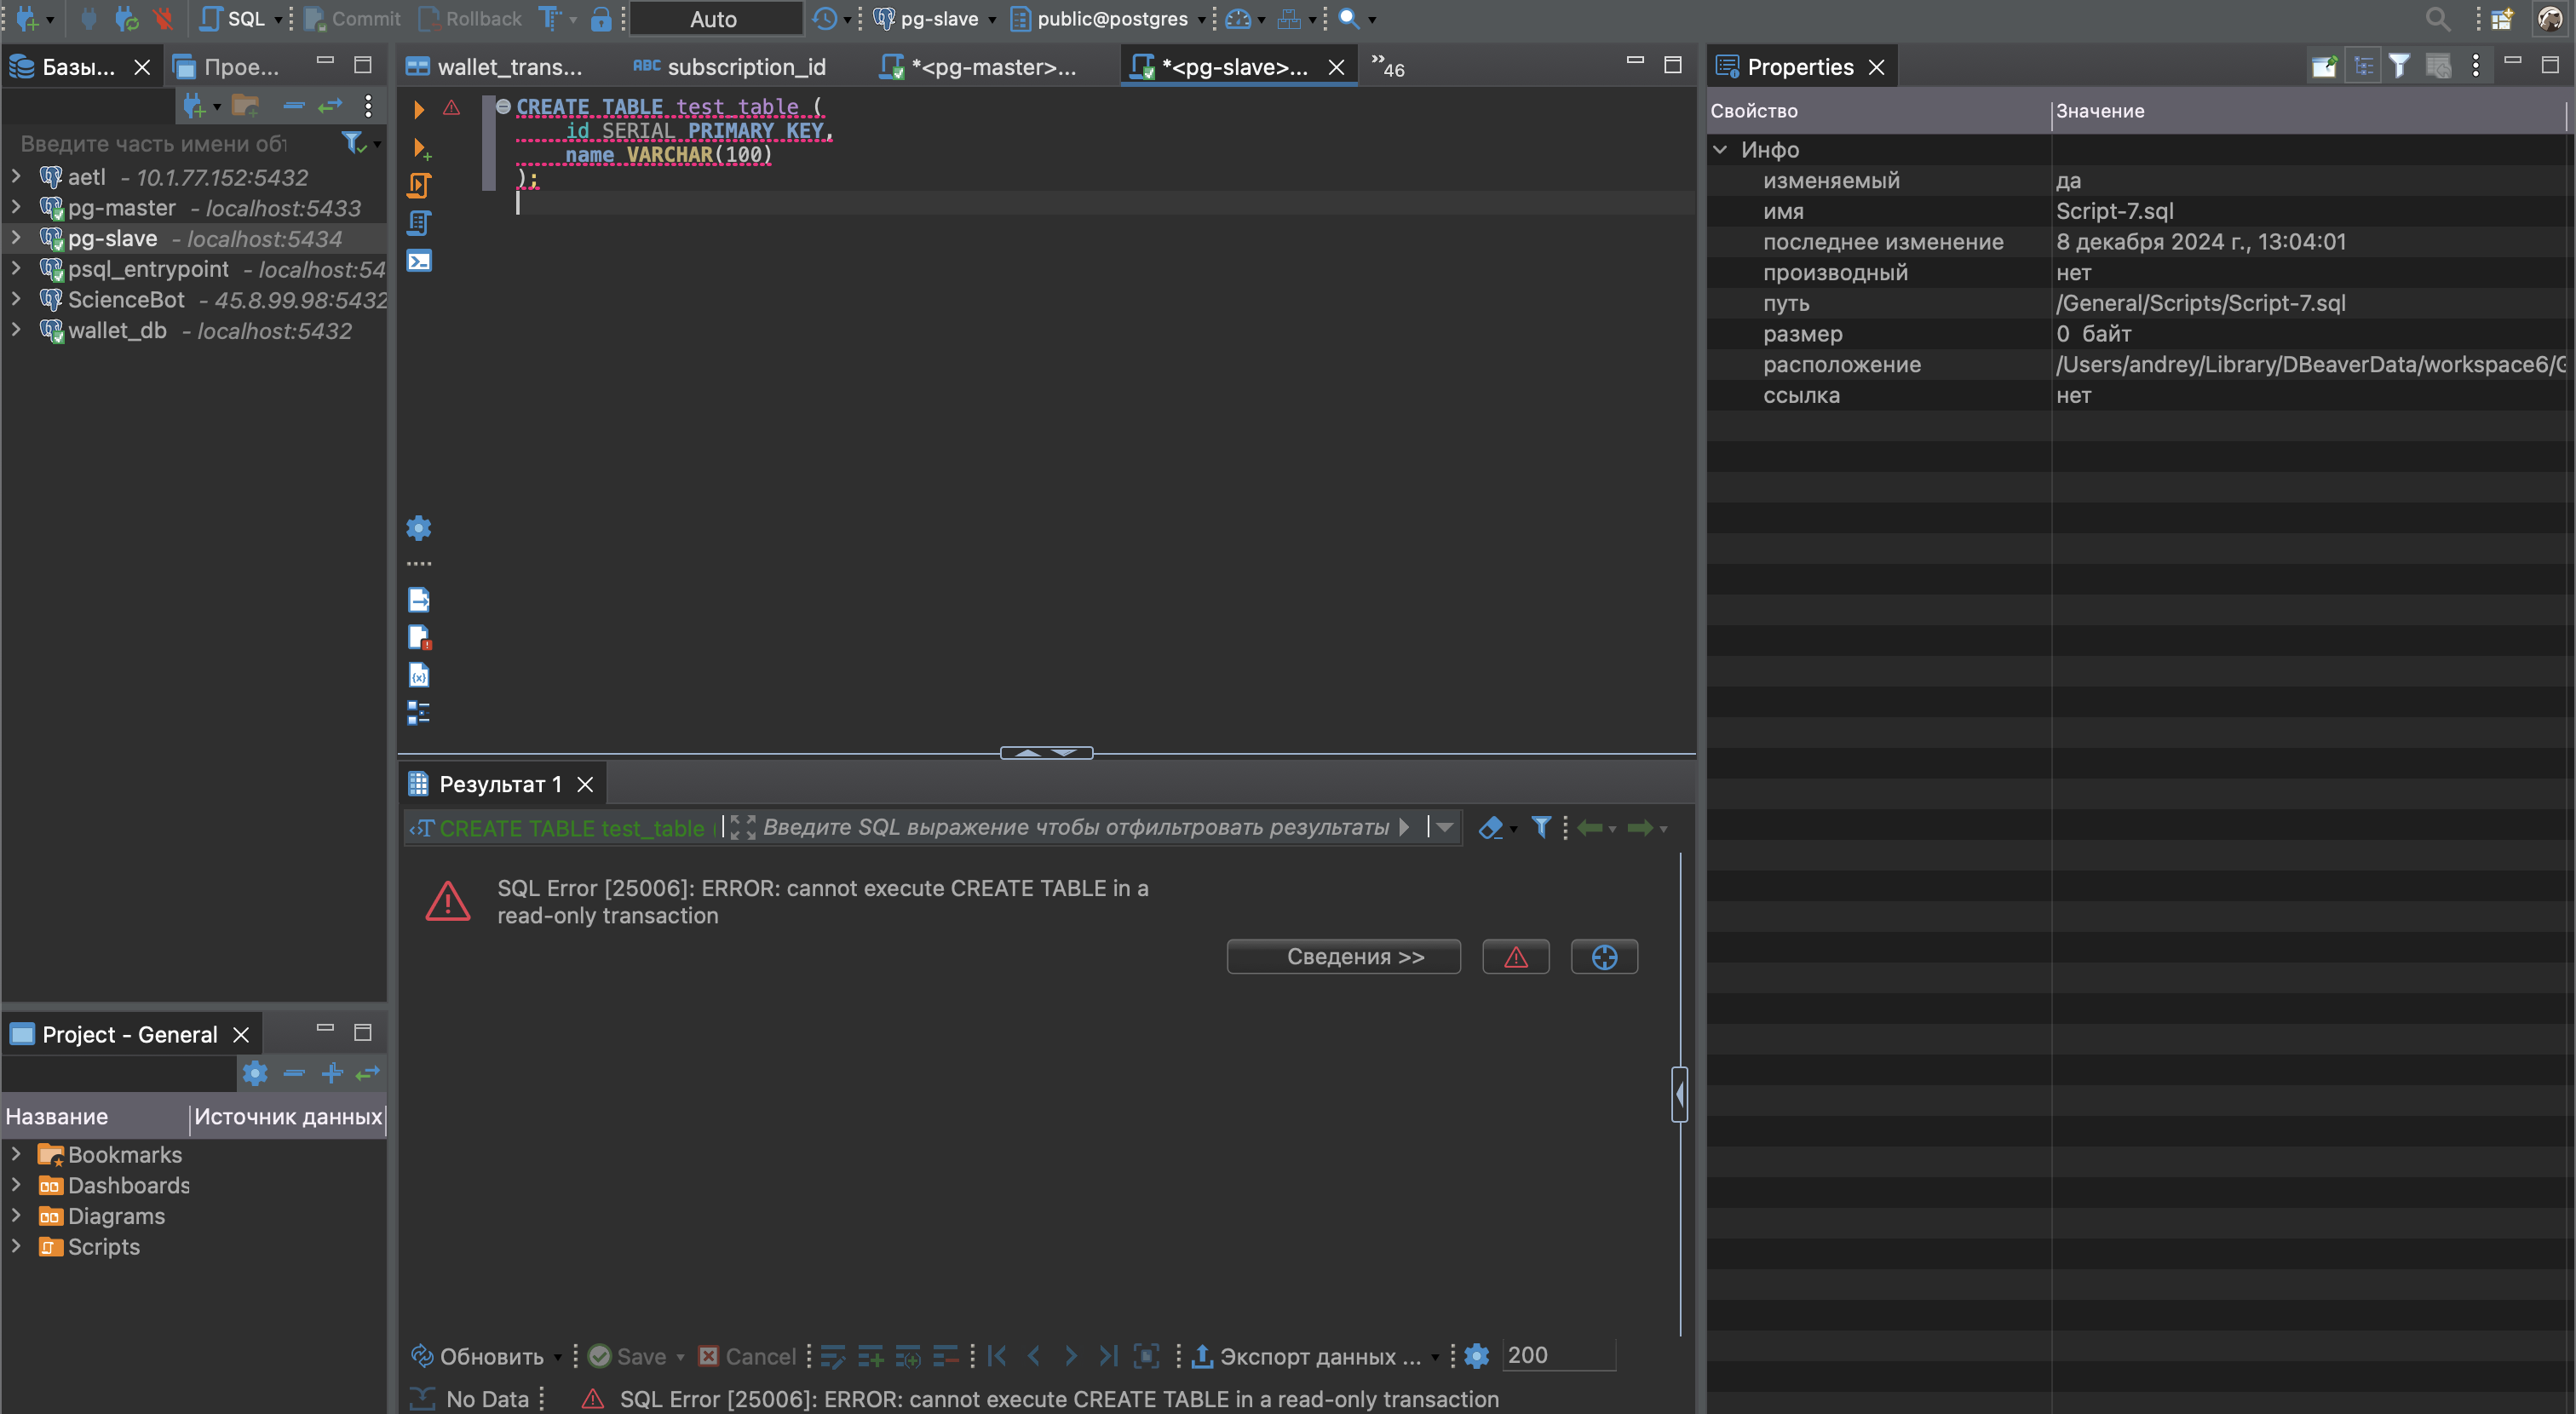 SQL
Commit
Rollback
Auto
pg-slave
public@postgres
Базы...
Прое...
wallet_trans...
ABC subscription_id
*<pg-master>...
*<pg-slave>...
»46
Properties
Введите часть имени об
aetl - 10.1.77.152:5432
pg-master - localhost:5433
pg-slave - localhost:5434
psql_entrypoint - localhost:54
ScienceBot - 45.8.99.98:5432
wallet_db - localhost:5432
CREATE TABLE test_table (
id SERIAL PRIMARY KEY,
name VARCHAR(100)
);
Свойство Значение
Инфо
изменяемый да
имя Script-7.sql
последнее изменение 8 декабря 2024 г., 13:04:01
производный нет
путь /General/Scripts/Script-7.sql
размер 0 байт
расположение /Users/andrey/Library/DBeaverData/workspace6/G
ссылка нет
Результат 1
CREATE TABLE test_table
Введите SQL выражение чтобы отфильтровать результаты
SQL Error [25006]: ERROR: cannot execute CREATE TABLE in a
read-only transaction
Сведения >>
Project - General
Название Источник данных
Bookmarks
Dashboards
Diagrams
Scripts
Обновить
Save
Cancel
Экспорт данных ...
200
No Data
SQL Error [25006]: ERROR: cannot execute CREATE TABLE in a read-only transaction